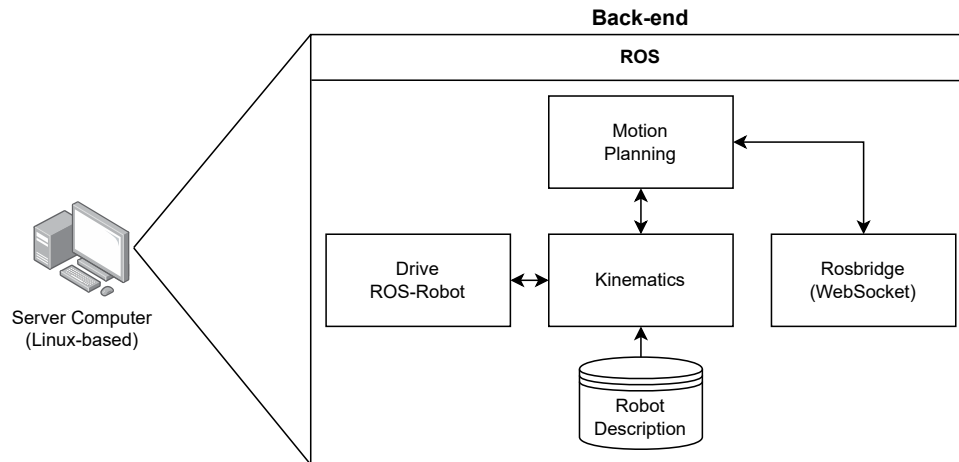 Back-end
ROS
Motion
Planning
Drive
ROS-Robot
Kinematics
Rosbridge
(WebSocket)
Server Computer
(Linux-based)
Robot
Description